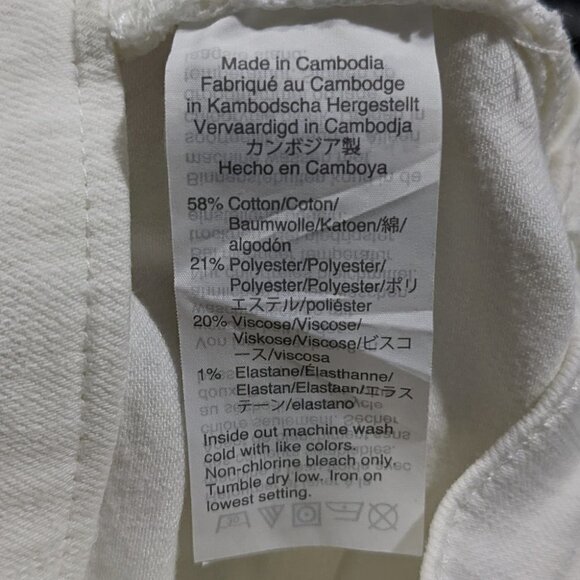 Made in Cambodia
Fabriqué au Cambodge
in Kambodscha Hergestellt
Vervaardigd in Cambodja
カンボジア製
Hecho en Camboya
58% Cotton/Coton/
Baumwolle/Katoen/綿/
algodón
21% Polyester/Polyester/
Polyester/Polyester/ポリ
エステル/poliéster
20% Viscose/Viscose/
Viskose/Viscose/ビスコ
ース/viscosa
1% Elastane/Élasthanne/
Elastan/Elastaan/エラス
テーン/elastano
Inside out machine wash
cold with like colors.
Non-chlorine bleach only.
Tumble dry low. Iron on
lowest setting.